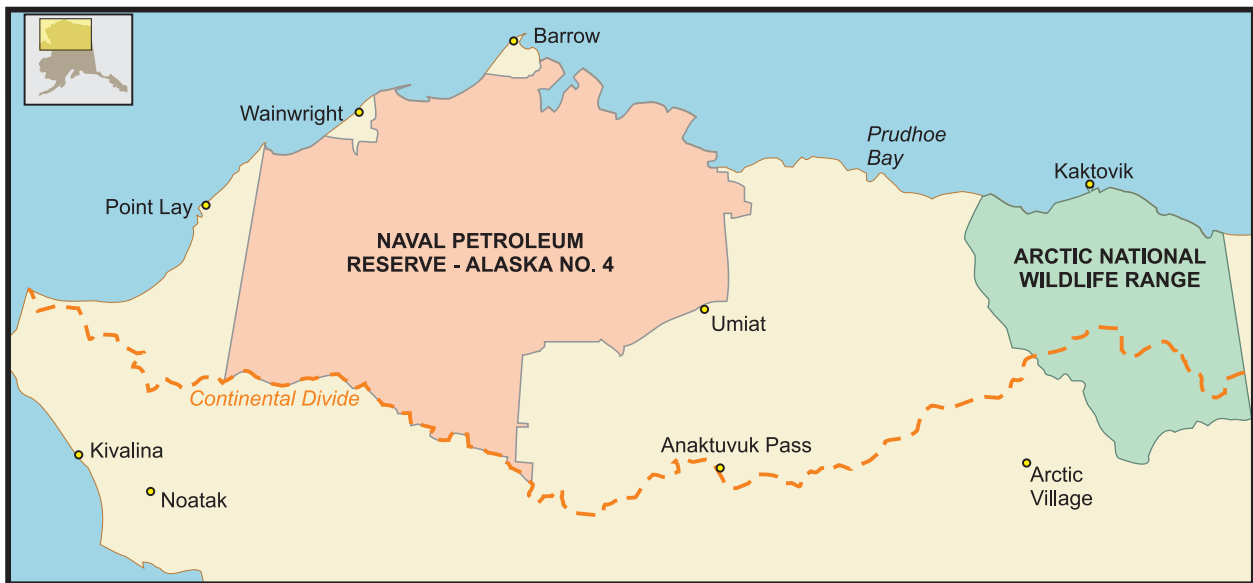 Barrow
Wainwright
Prudhoe
Bay
Kaktovik
Point Lay
NAVAL PETROLEUM
RESERVE - ALASKA NO. 4
ARCTIC NATIONAL
WILDLIFE RANGE
Umiat
Continental Divide
Anaktuvuk Pass
Kivalina
Noatak
Arctic
Village